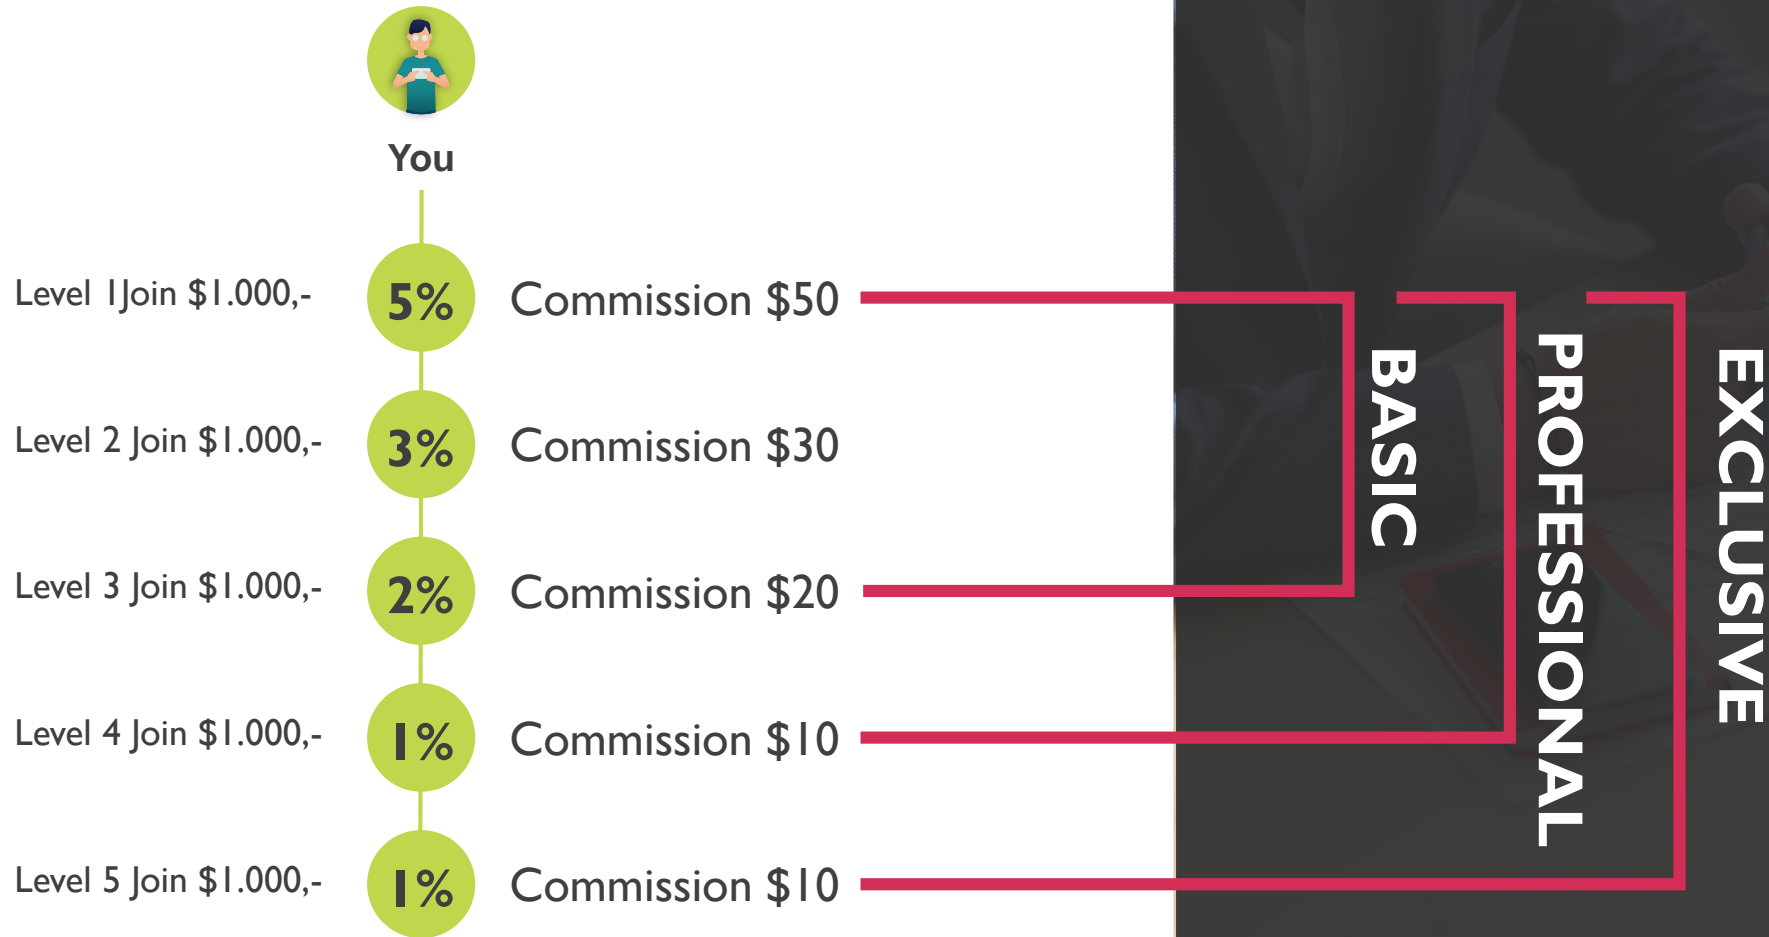 You
Level 1Join $1.000,-
5%
Commission $50
Level 2 Join $1.000,-
3%
Commission $30
Level 3 Join $1.000,-
2%
Commission $20
Level 4 Join $1.000,-
1%
Commission $10
Level 5 Join $1.000,-
1%
Commission $10
BASIC
PROFESSIONAL
EXCLUSIVE